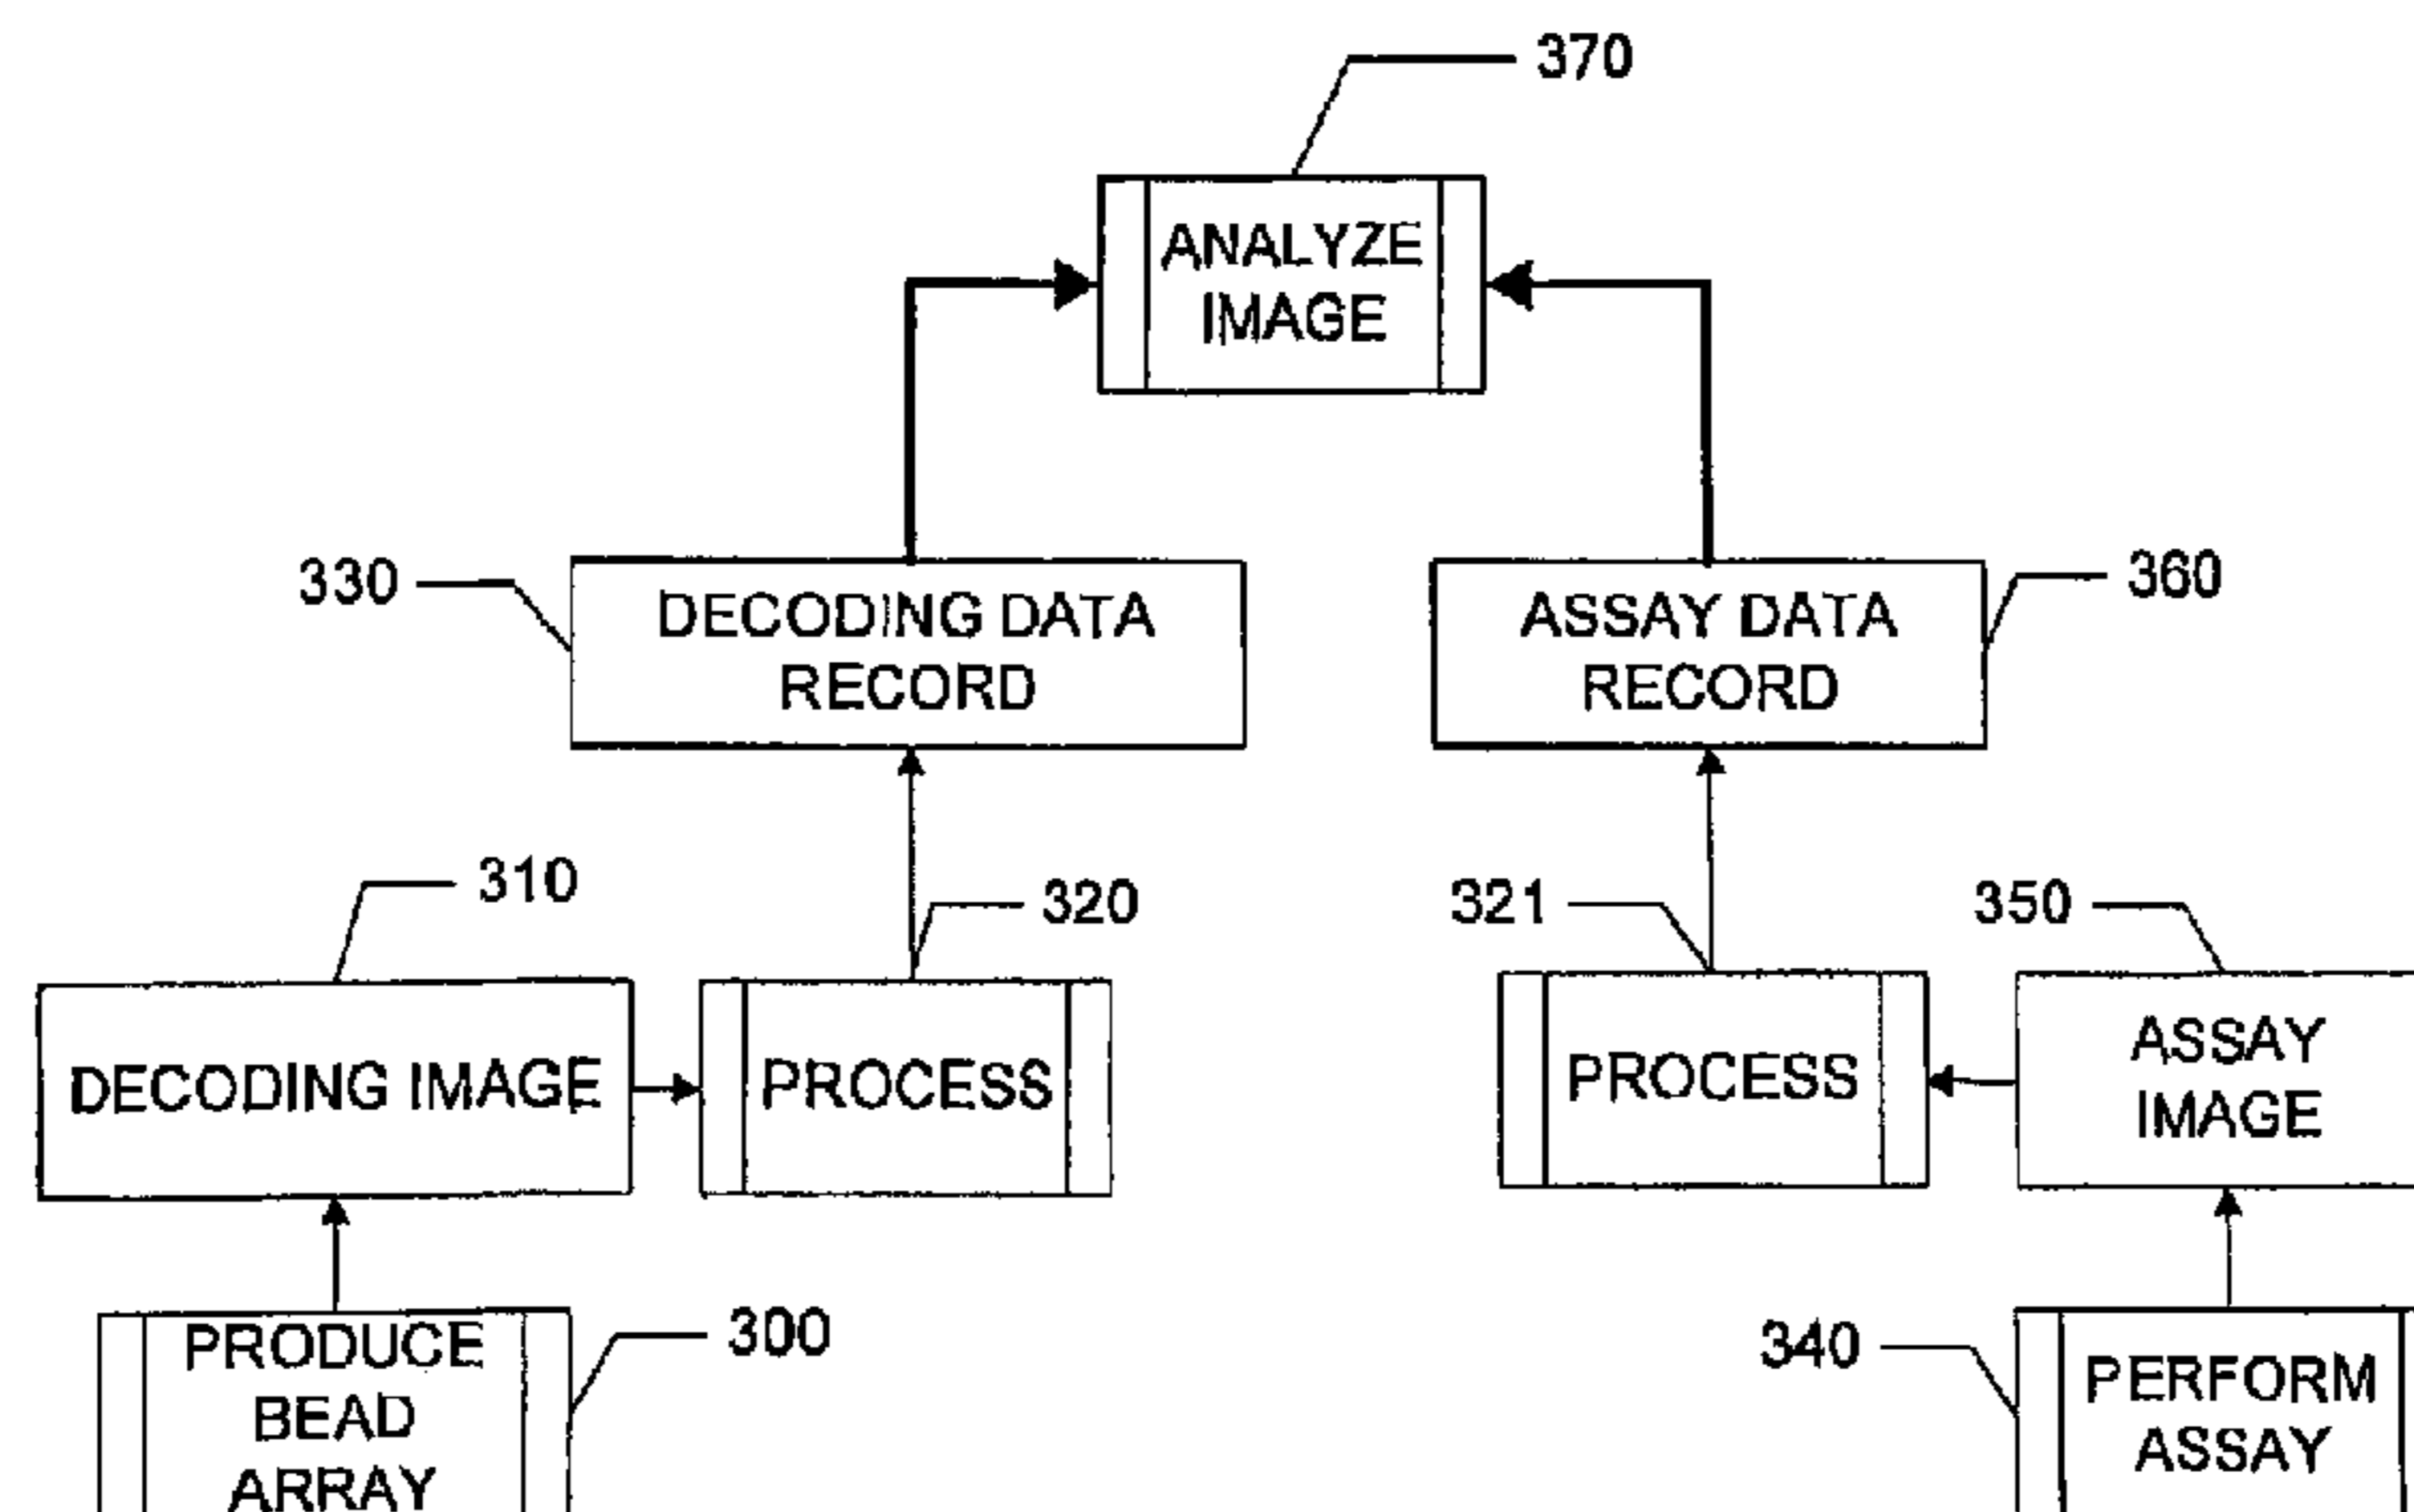 370
ANALYZE
IMAGE
330
DECODING DATA
RECORD
ASSAY DATA
RECORD
360
310
320
321
350
DECODING IMAGE
PROCESS
PROCESS
ASSAY
IMAGE
PRODUCE
BEAD
ARRAY
300
340
PERFORM
ASSAY